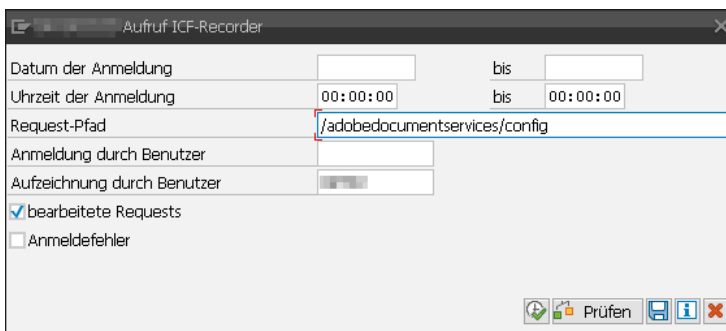 Aufruf ICF-Recorder
Datum der Anmeldung bis
Uhrzeit der Anmeldung 00:00:00 bis 00:00:00
Request-Pfad /adobedocumentservices/config
Anmeldung durch Benutzer
Aufzeichnung durch Benutzer
bearbeitete Requests
Anmeldefehler
Prüfen